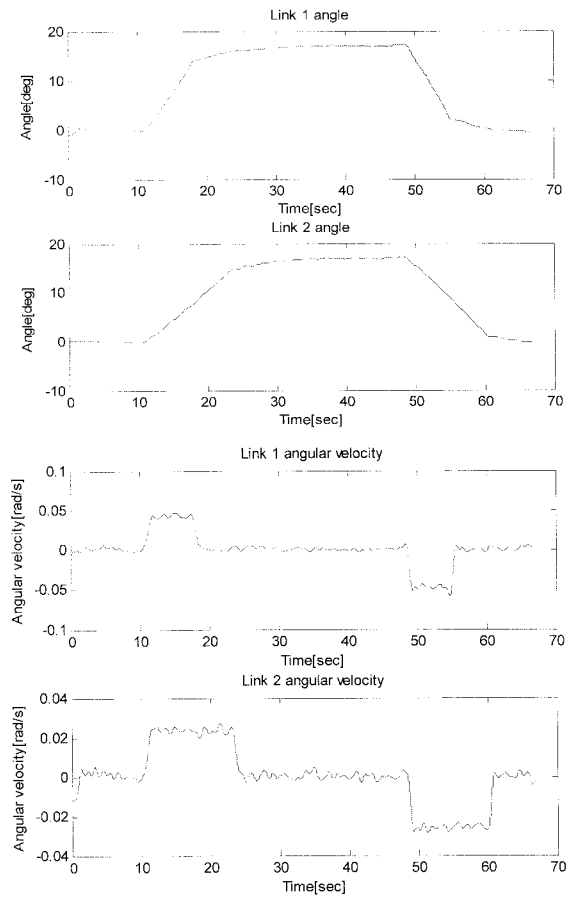 Link 1 angle
20
10
0
-10
Angle[deg]
0 10 20 30 40 50 60 70
Time[sec]
Link 2 angle
20
10
0
-10
Angle[deg]
0 10 20 30 40 50 60 70
Time[sec]
Link 1 angular velocity
0.1
0.05
0
-0.05
-0.1
Angular velocity[rad/s]
0 10 20 30 40 50 60 70
Time[sec]
Link 2 angular velocity
0.04
0.02
0
-0.02
-0.04
Angular velocity[rad/s]
0 10 20 30 40 50 60 70
Time[sec]